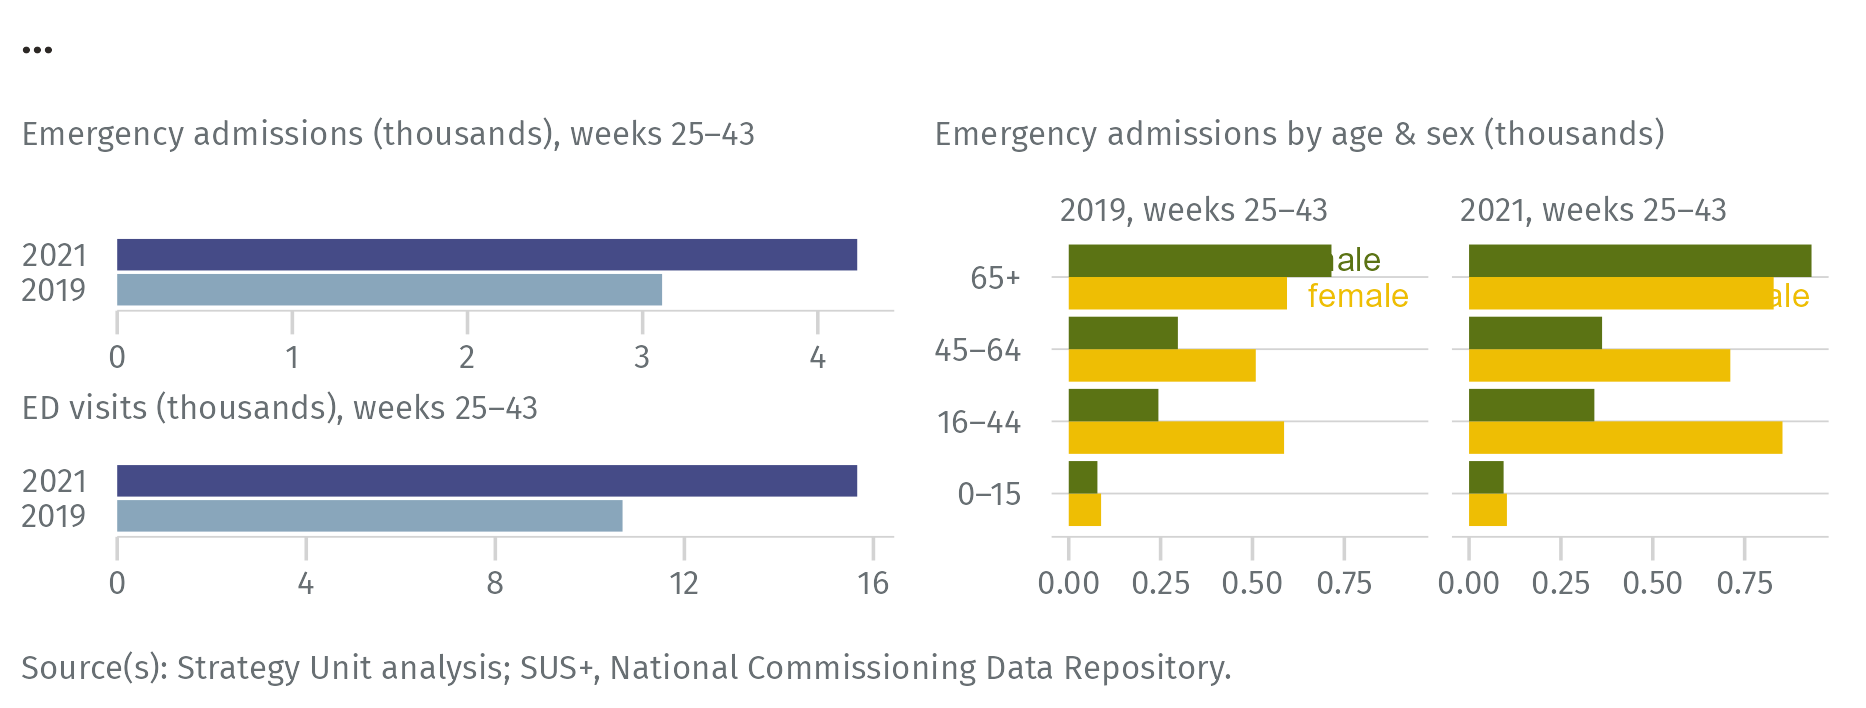 ...
Emergency admissions (thousands), weeks 25–43
2021
2019
0 1 2 3 4
ED visits (thousands), weeks 25–43
2021
2019
0 4 8 12 16
Emergency admissions by age & sex (thousands)
2019, weeks 25–43 2021, weeks 25–43
65+
ale
female
ale
45–64
16–44
0–15
0.00 0.25 0.50 0.75 0.00 0.25 0.50 0.75
Source(s): Strategy Unit analysis; SUS+, National Commissioning Data Repository.